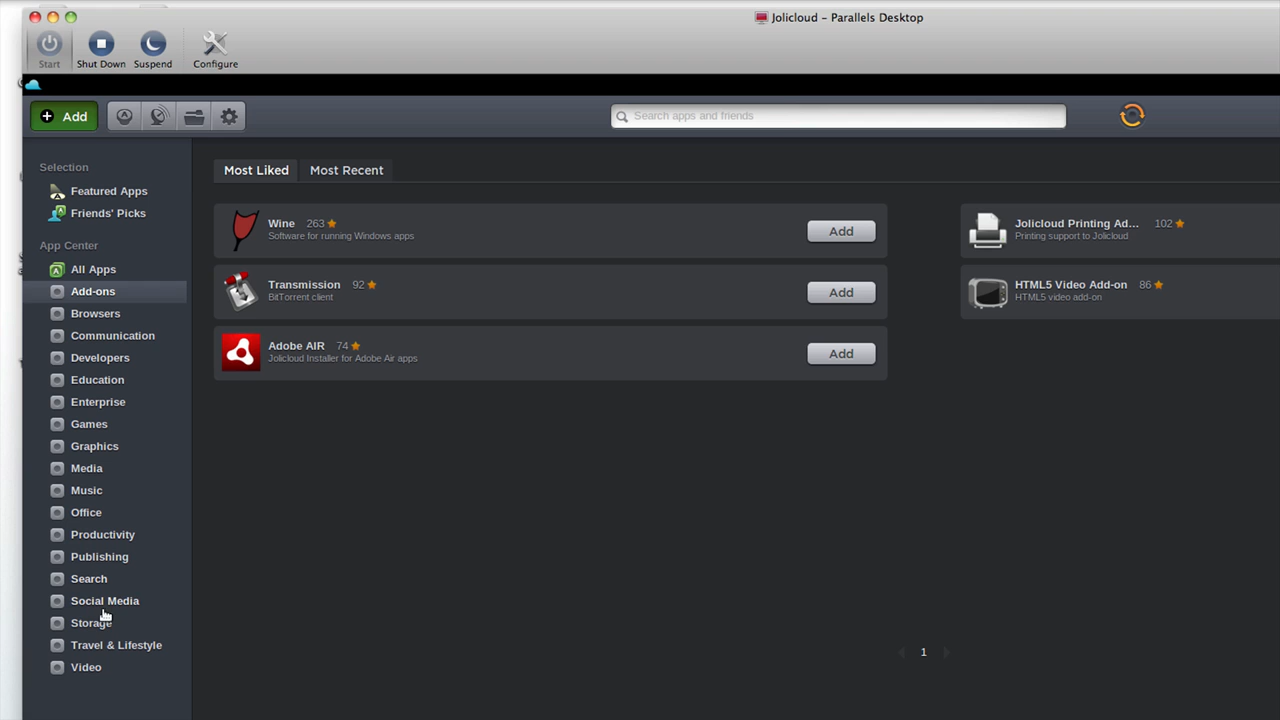 Jolicloud - Parallels Desktop
Start
Shut Down
Suspend
Configure
Add
Search apps and friends
Selection
Featured Apps
Friends' Picks
App Center
All Apps
Add-ons
Browsers
Communication
Developers
Education
Enterprise
Games
Graphics
Media
Music
Office
Productivity
Publishing
Search
Social Media
Storage
Travel & Lifestyle
Video
Most Liked
Most Recent
Wine 263
Software for running Windows apps
Add
Transmission 92
BitTorrent client
Add
Adobe AIR 74
Jolicloud Installer for Adobe Air apps
Add
Jolicloud Printing Ad... 102
Printing support to Jolicloud
HTML5 Video Add-on 86
HTML5 video add-on
1